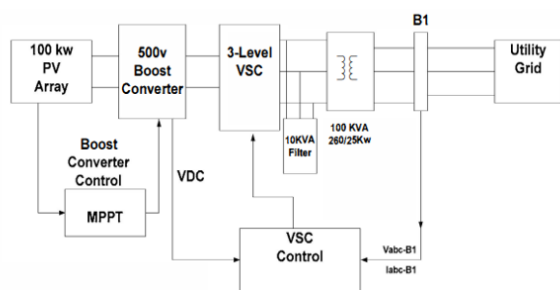 B1
100 kw
PV
Array
500v
Boost
Converter
3-Level
VSC
Utility
Grid
10KVA
Filter
100 KVA
260/25Kw
Boost
Converter
Control
VDC
MPPT
VSC
Control
Vabc-B1
Iabc-B1